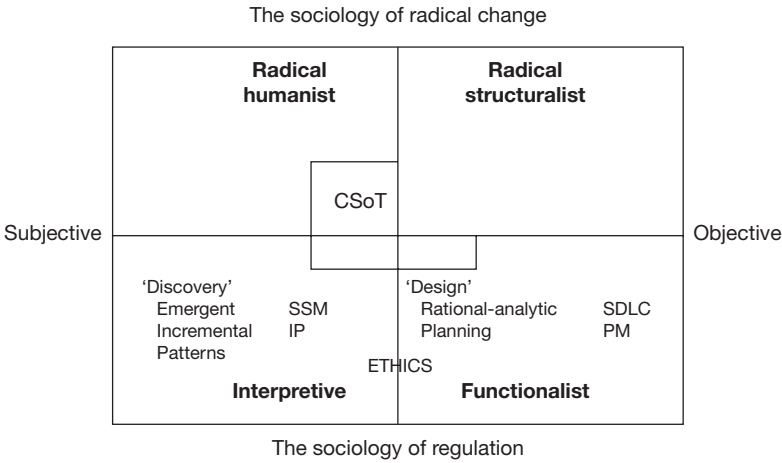 The sociology of radical change
Radical
humanist
Radical
structuralist
CSoT
Subjective
Objective
‘Discovery’
Emergent
Incremental
Patterns
SSM
IP
‘Design’
Rational-analytic
Planning
SDLC
PM
ETHICS
Interpretive
Functionalist
The sociology of regulation